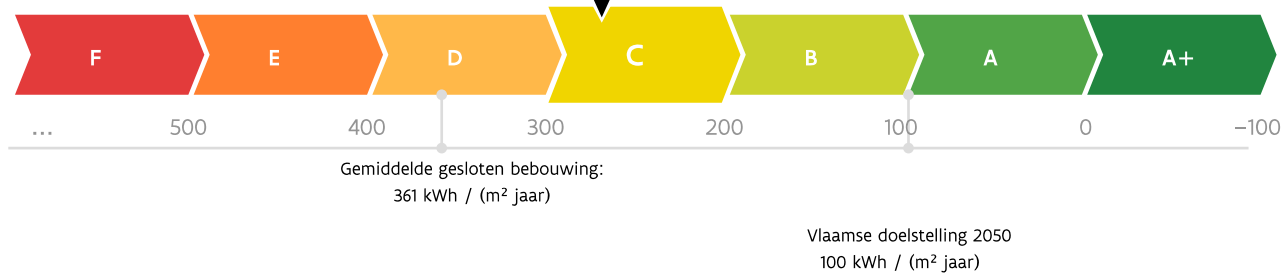 F E D C B A A+
... 500 400 300 200 100 0 −100
Gemiddelde gesloten bebouwing:
361 kWh / (m² jaar)
Vlaamse doelstelling 2050
100 kWh / (m² jaar)